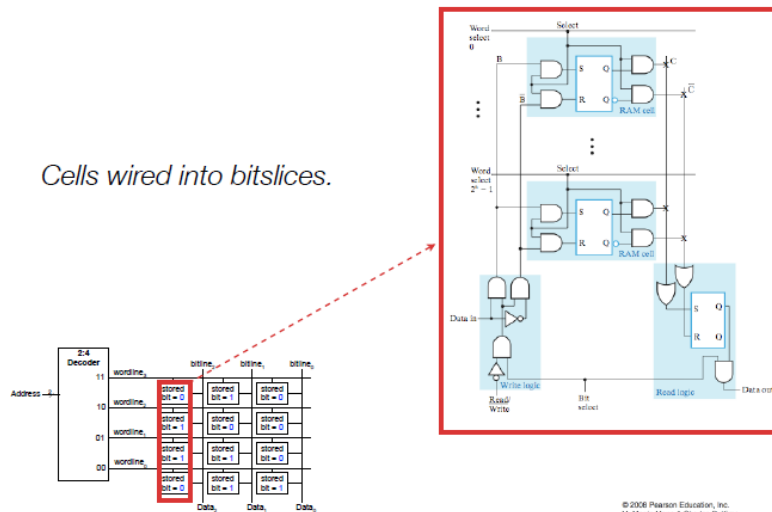 Cells wired into bitslices.
Word
select
0
Select
B
S
Q
C
B
R
Q
C
RAM cell
Word
select
2ⁿ − 1
Select
S
Q
R
Q
RAM cell
Data in
S
Q
R
Q
Write logic
Read/
Write
Bit
select
Read logic
Data out
2:4
Decoder
Address
11
wordline₃
10
wordline₂
01
wordline₁
00
wordline₀
bitline₂ bitline₁ bitline₀
stored
bit = 0
stored
bit = 1
stored
bit = 0
stored
bit = 1
stored
bit = 0
stored
bit = 0
stored
bit = 1
stored
bit = 1
stored
bit = 0
stored
bit = 0
stored
bit = 1
stored
bit = 1
Data₂ Data₁ Data₀
© 2008 Pearson Education, Inc.